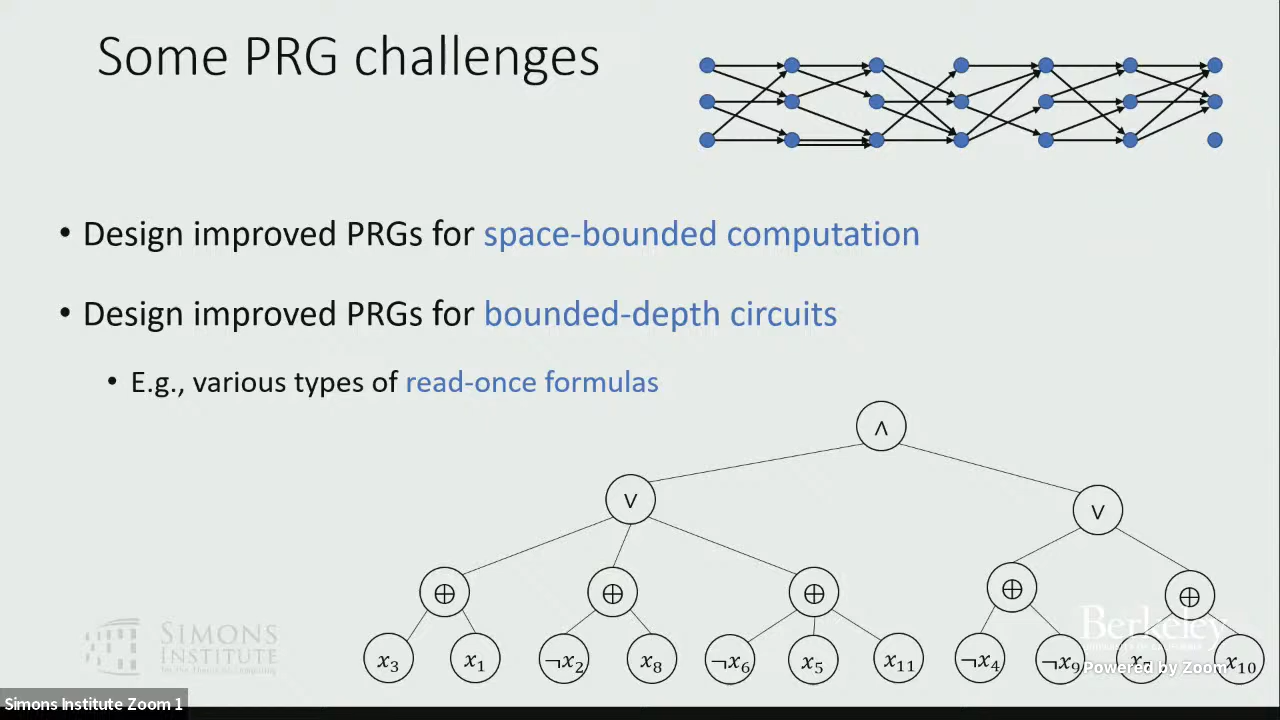 Some PRG challenges
• Design improved PRGs for space-bounded computation
• Design improved PRGs for bounded-depth circuits
• E.g., various types of read-once formulas
∧
∨ ∨
⊕ ⊕ ⊕ ⊕ ⊕
x₃ x₁ ¬x₂ x₈ ¬x₆ x₅ x₁₁ ¬x₄ ¬x₉ x₁₀
SIMONS
INSTITUTE
Berkeley
Powered by Zoom
Simons Institute Zoom 1